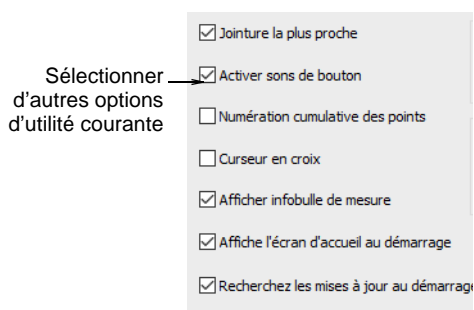 Jointure la plus proche
Sélectionner
d'autres options
d'utilité courante
Activer sons de bouton
Numération cumulative des points
Curseur en croix
Afficher infobulle de mesure
Affiche l'écran d'accueil au démarrage
Recherchez les mises à jour au démarrage